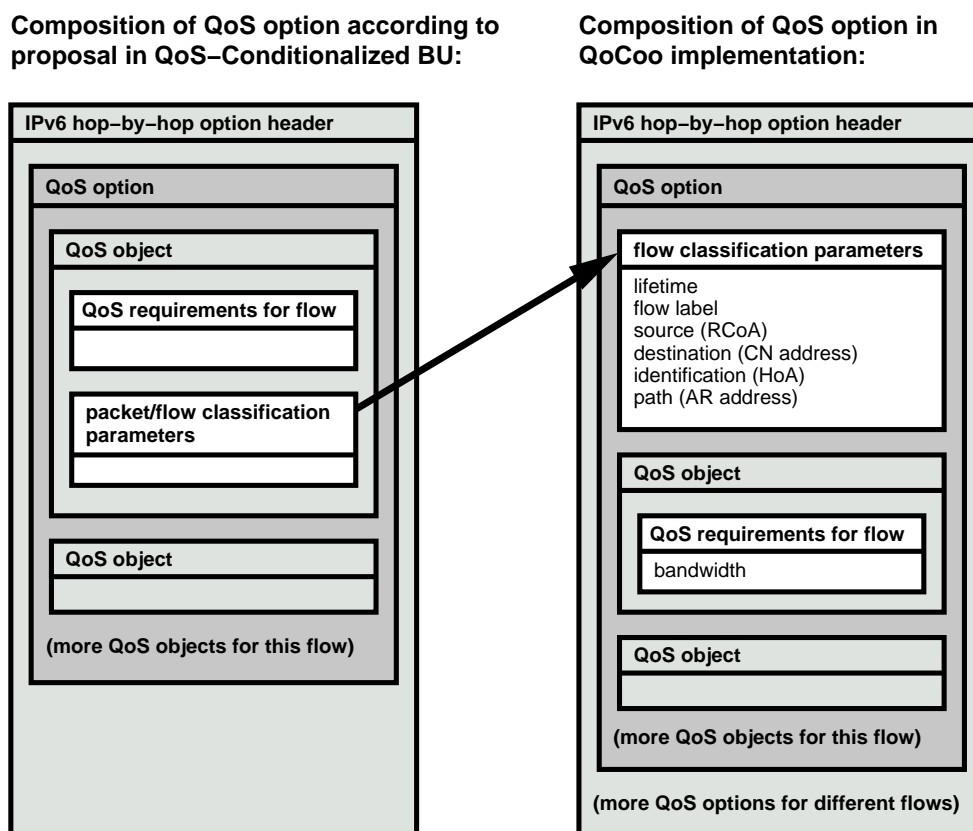 Composition of QoS option according to
proposal in QoS−Conditionalized BU:
IPv6 hop−by−hop option header
QoS option
QoS object
QoS requirements for flow
packet/flow classification
parameters
QoS object
(more QoS objects for this flow)
Composition of QoS option in
QoCoo implementation:
IPv6 hop−by−hop option header
QoS option
flow classification parameters
lifetime
flow label
source (RCoA)
destination (CN address)
identification (HoA)
path (AR address)
QoS object
QoS requirements for flow
bandwidth
QoS object
(more QoS objects for this flow)
(more QoS options for different flows)